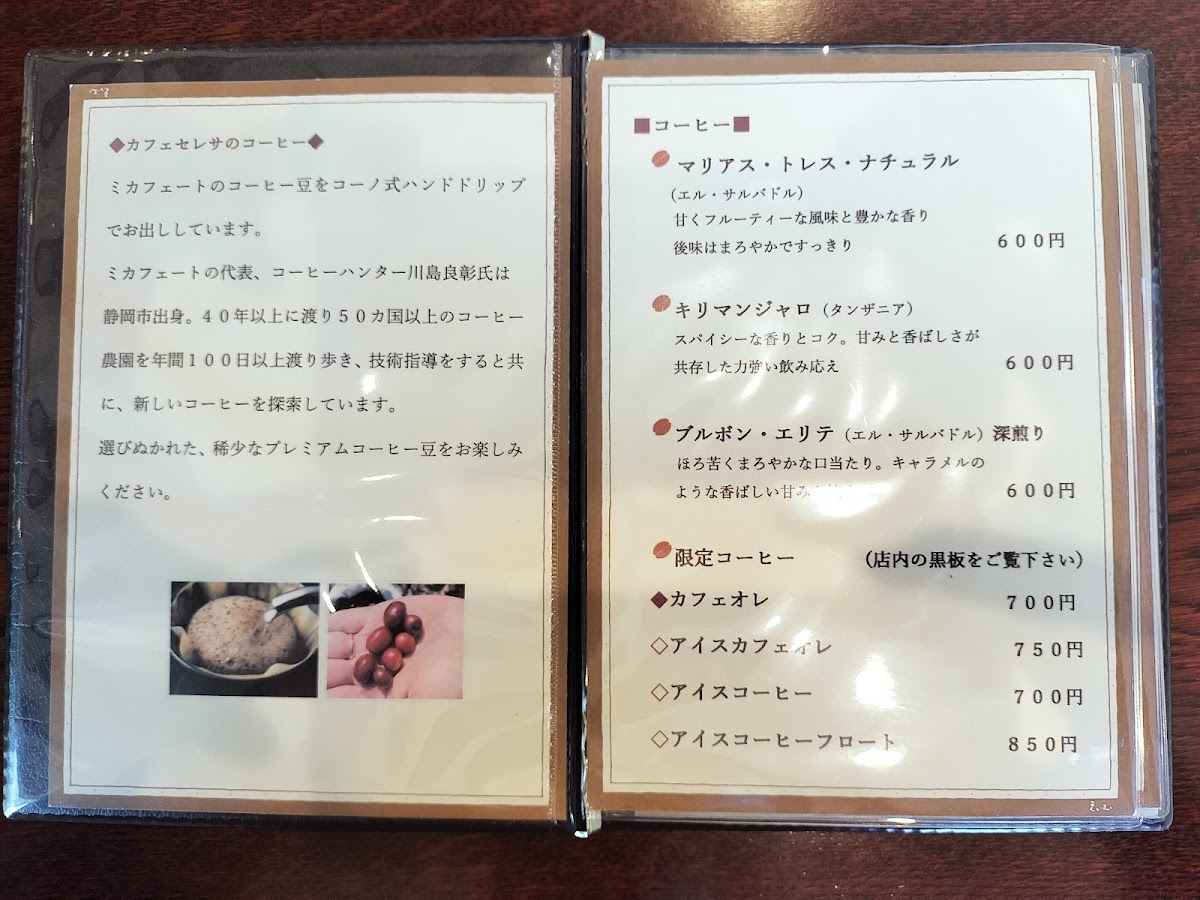 ◆カフェセレサのコーヒー◆
ミカフェートのコーヒー豆をコーノ式ハンドドリップ
でお出ししています。
ミカフェートの代表、コーヒーハンター川島良彰氏は
静岡市出身。４０年以上に渡り５０カ国以上のコーヒー
農園を年間１００日以上渡り歩き、技術指導をすると共
に、新しいコーヒーを探索しています。
選びぬかれた、稀少なプレミアムコーヒー豆をお楽しみ
ください。
■コーヒー■
マリアス・トレス・ナチュラル
（エル・サルバドル）
甘くフルーティーな風味と豊かな香り
後味はまろやかですっきり ６００円
キリマンジャロ（タンザニア）
スパイシーな香りとコク。甘みと香ばしさが
共存した力強い飲み応え ６００円
ブルボン・エリテ（エル・サルバドル）深煎り
ほろ苦くまろやかな口当たり。キャラメルの
ような香ばしい甘み ６００円
限定コーヒー （店内の黒板をご覧下さい）
◆カフェオレ ７００円
◇アイスカフェオレ ７５０円
◇アイスコーヒー ７００円
◇アイスコーヒーフロート ８５０円